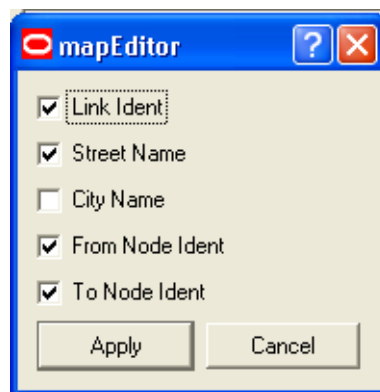 mapEditor ?
Link Ident
Street Name
City Name
From Node Ident
To Node Ident
Apply Cancel